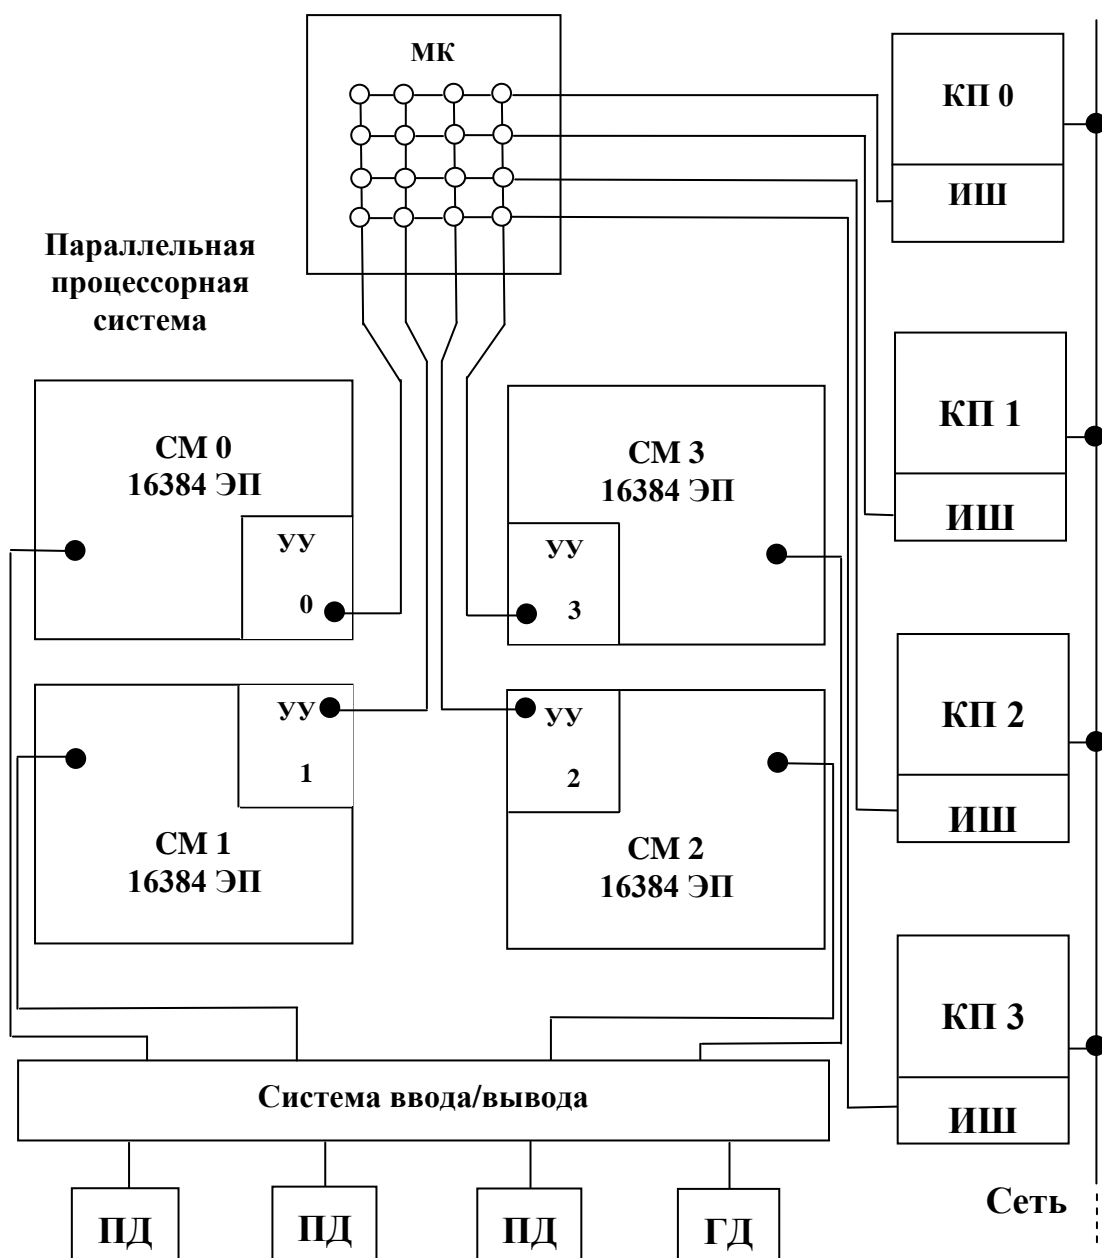 МК
КП 0
ИШ
Параллельная
процессорная
система
КП 1
ИШ
СМ 0
16384 ЭП
УУ
0
СМ 3
16384 ЭП
УУ
3
УУ
1
СМ 1
16384 ЭП
УУ
2
СМ 2
16384 ЭП
КП 2
ИШ
КП 3
ИШ
Система ввода/вывода
Сеть
ПД
ПД
ПД
ГД